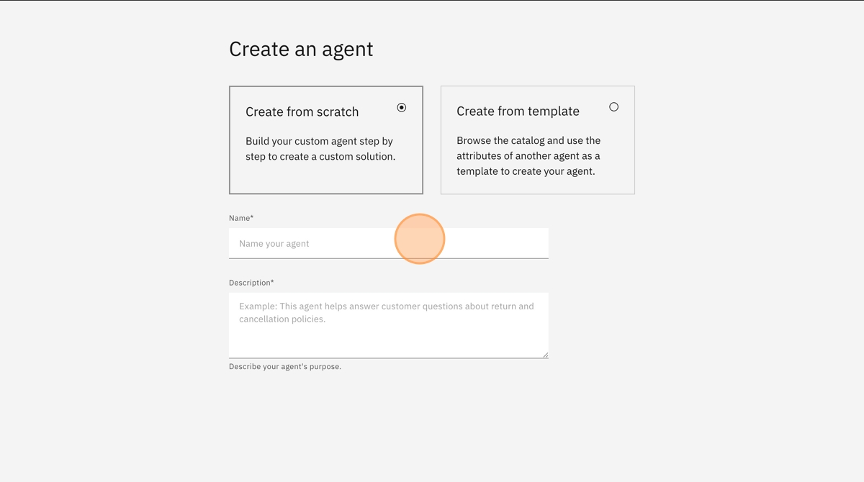 Create an agent
Create from scratch
Build your custom agent step by
step to create a custom solution.
Create from template
Browse the catalog and use the
attributes of another agent as a
template to create your agent.
Name*
Name your agent
Description*
Example: This agent helps answer customer questions about return and
cancellation policies.
Describe your agent's purpose.